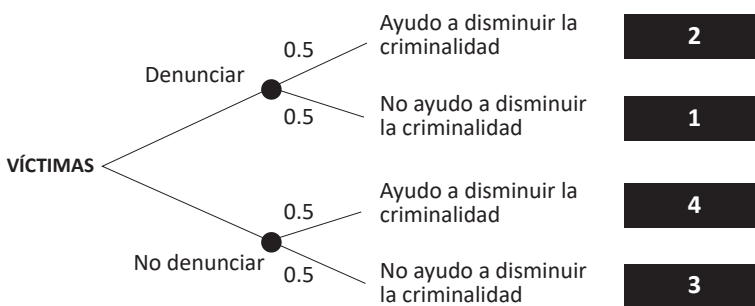 Ayudo a disminuir la
criminalidad
2
0.5
Denunciar
0.5
No ayudo a disminuir
la criminalidad
1
VÍCTIMAS
Ayudo a disminuir la
criminalidad
4
0.5
No denunciar
0.5
No ayudo a disminuir
la criminalidad
3